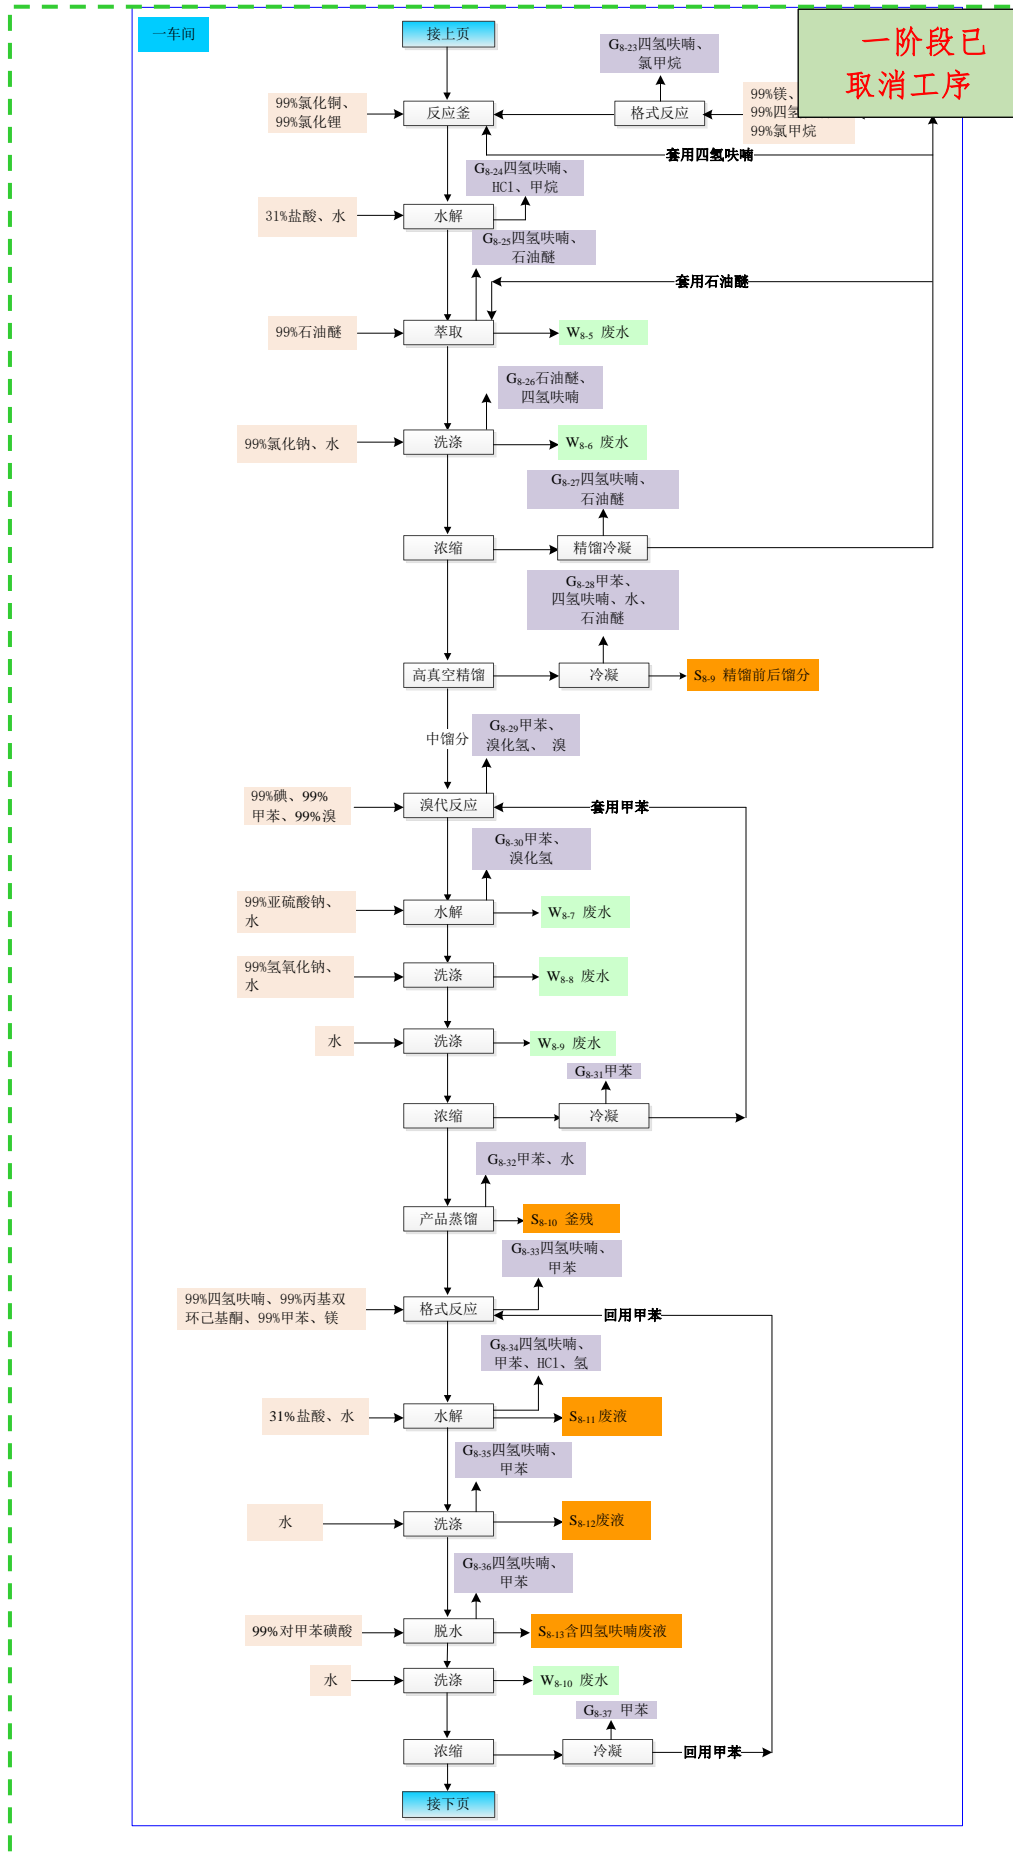 一车间
接上页
一阶段已
取消工序
G8-23四氢呋喃、
氯甲烷
99%氯化铜、
99%氯化锂
反应釜
格式反应
99%镁、
99%四氢
99%氯甲烷
套用四氢呋喃
G8-24四氢呋喃、
HCl、甲烷
31%盐酸、水
水解
G8-25四氢呋喃、
石油醚
套用石油醚
99%石油醚
萃取
W8-5 废水
G8-26石油醚、
四氢呋喃
99%氯化钠、水
洗涤
W8-6 废水
G8-27四氢呋喃、
石油醚
浓缩
精馏冷凝
G8-28甲苯、
四氢呋喃、水、
石油醚
高真空精馏
冷凝
S8-9 精馏前后馏分
中馏分
G8-29甲苯、
溴化氢、 溴
99%碘、99%
甲苯、99%溴
溴代反应
套用甲苯
G8-30甲苯、
溴化氢
99%亚硫酸钠、
水
水解
W8-7 废水
99%氢氧化钠、
水
洗涤
W8-8 废水
水
洗涤
W8-9 废水
G8-31甲苯
浓缩
冷凝
G8-32甲苯、水
产品蒸馏
S8-10 釜残
G8-33四氢呋喃、
甲苯
99%四氢呋喃、99%丙基双
环己基酮、99%甲苯、镁
格式反应
回用甲苯
G8-34四氢呋喃、
甲苯、HCl、氢
31%盐酸、水
水解
S8-11废液
G8-35四氢呋喃、
甲苯
水
洗涤
S8-12废液
G8-36四氢呋喃、
甲苯
99%对甲苯磺酸
脱水
S8-13含四氢呋喃废液
水
洗涤
W8-10 废水
G8-37 甲苯
浓缩
冷凝
回用甲苯
接下页